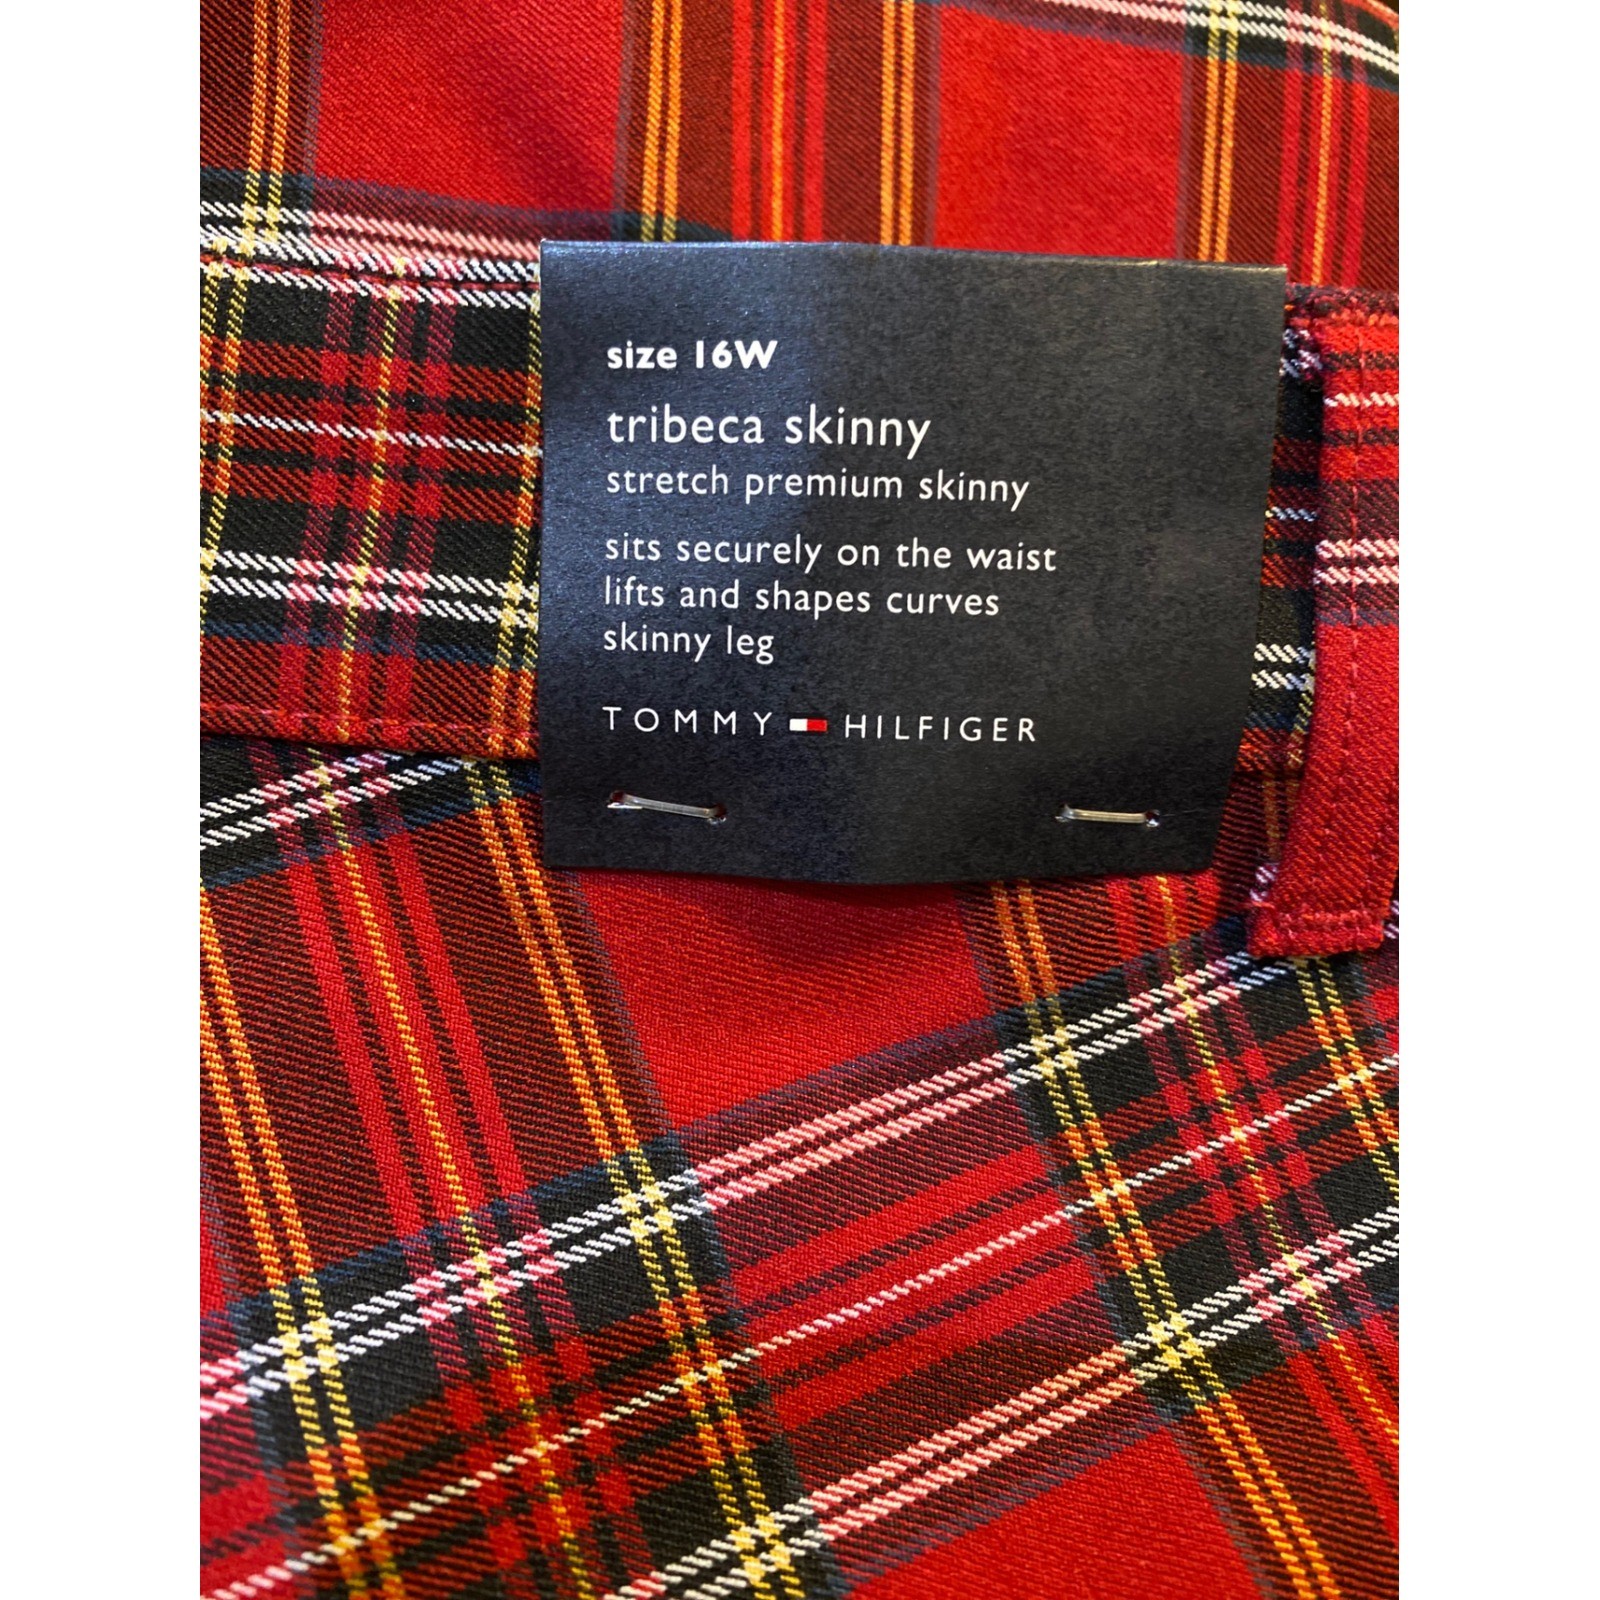 size 16W
tribeca skinny
stretch premium skinny
sits securely on the waist
lifts and shapes curves
skinny leg
TOMMY HILFIGER